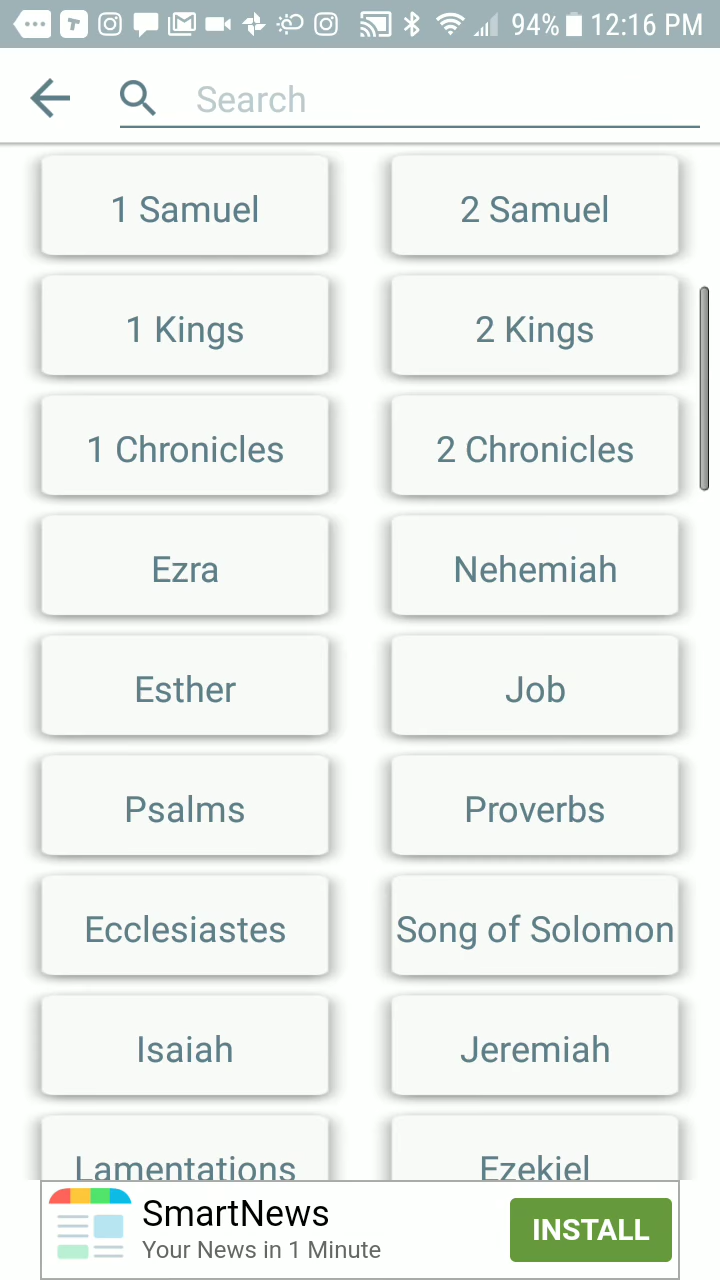 94% 12:16 PM
Search
1 Samuel 2 Samuel
1 Kings 2 Kings
1 Chronicles 2 Chronicles
Ezra Nehemiah
Esther Job
Psalms Proverbs
Ecclesiastes Song of Solomon
Isaiah Jeremiah
Lamentations Ezekiel
SmartNews
Your News in 1 Minute
INSTALL